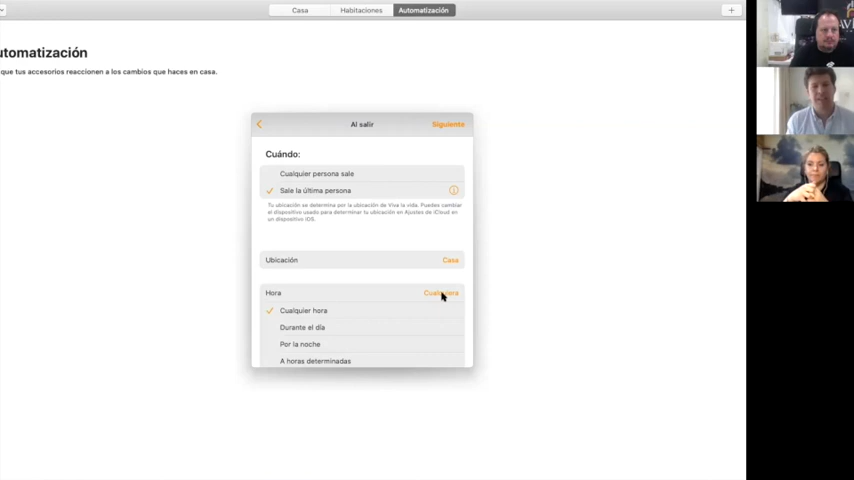 Casa
Habitaciones
Automatización
+
utomatización
que tus accesorios reaccionen a los cambios que haces en casa.
Al salir
Siguiente
Cuándo:
Cualquier persona sale
Sale la última persona
Tu ubicación se determina por la ubicación de Viva la vida. Puedes cambiar
el dispositivo usado para determinar tu ubicación en Ajustes de iCloud en
un dispositivo iOS.
Ubicación
Casa
Hora
Cualquiera
Cualquier hora
Durante el día
Por la noche
A horas determinadas